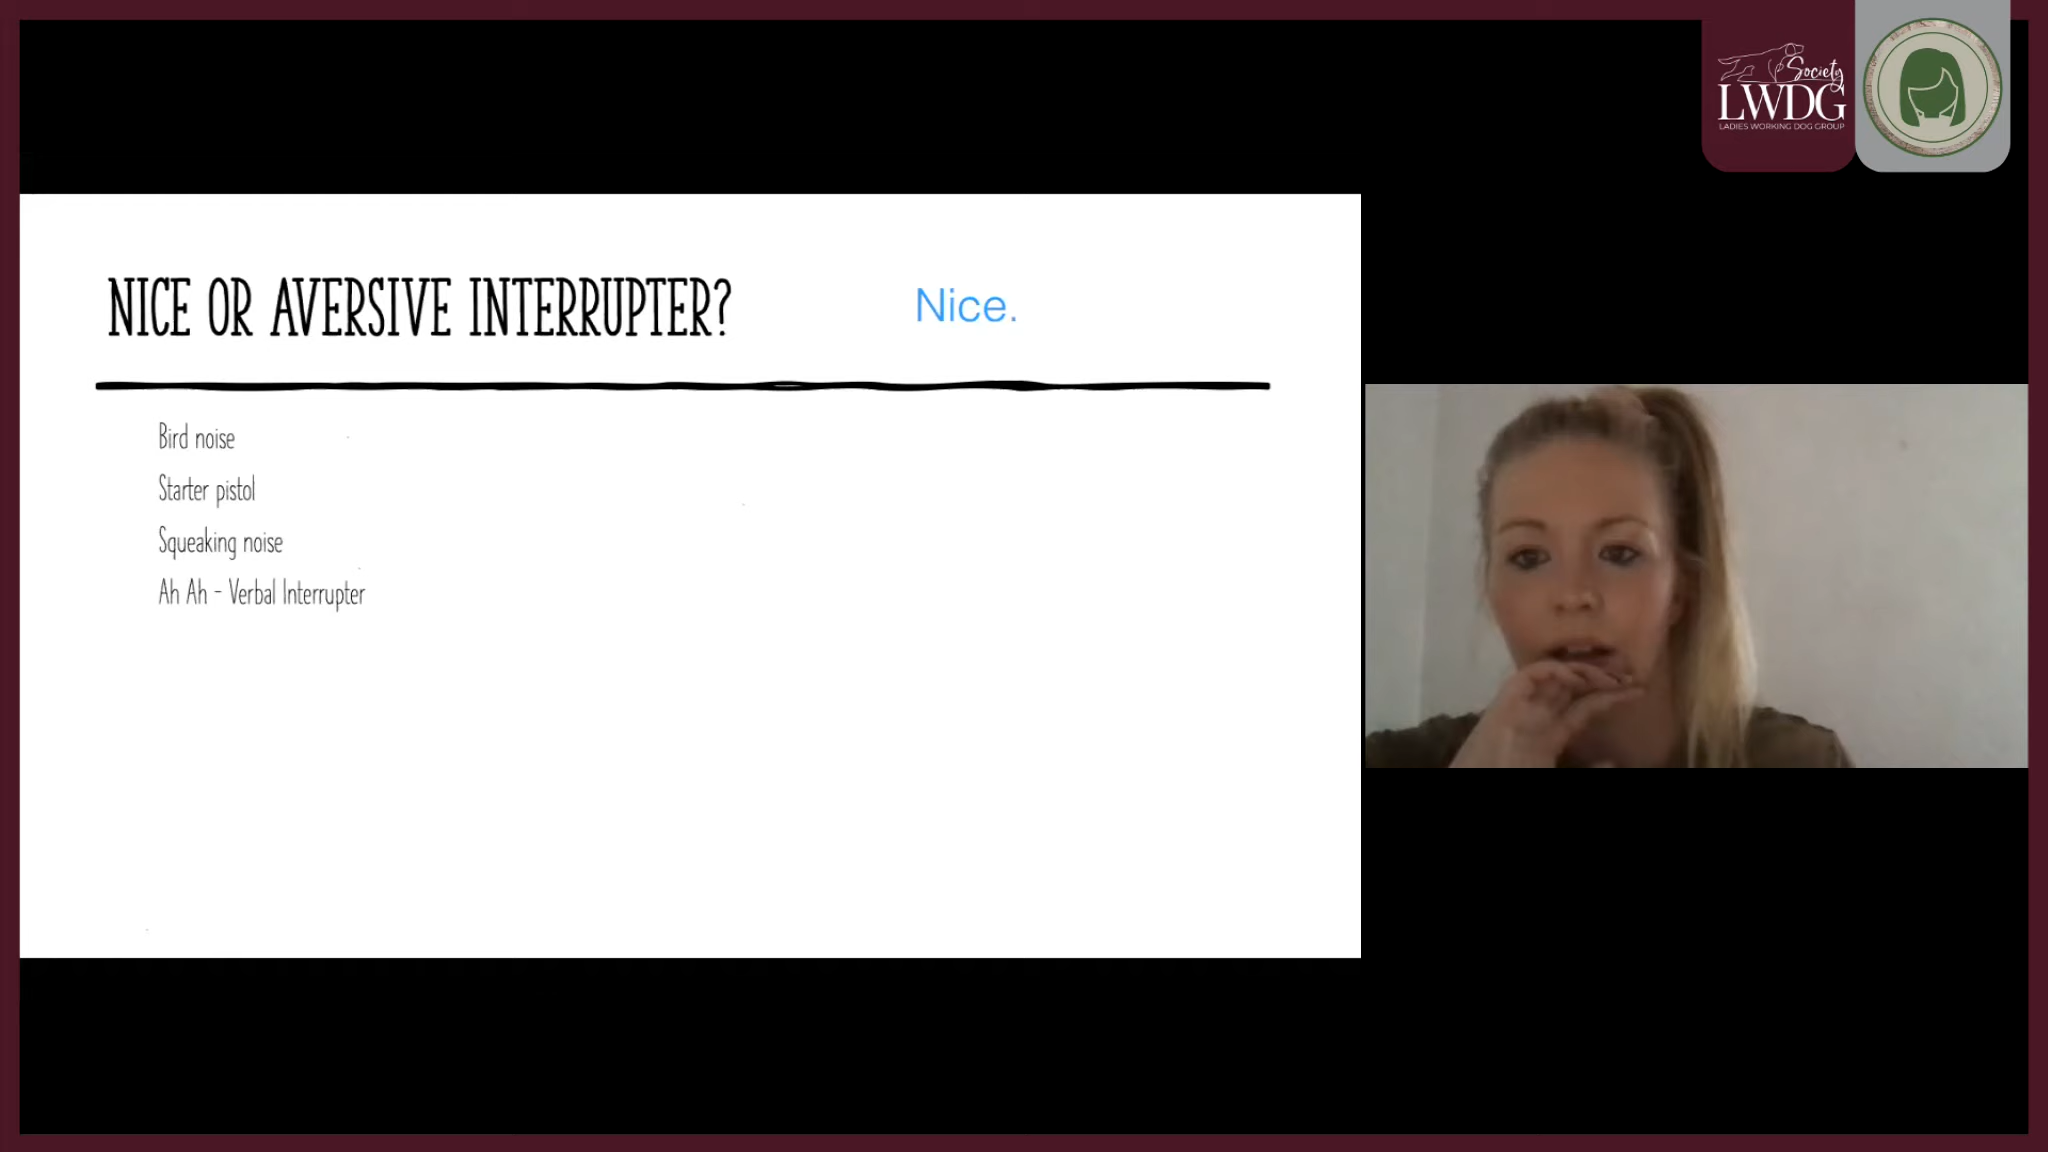 Society
LWDG
LADIES WORKING DOG GROUP
NICE OR AVERSIVE INTERRUPTER?
Nice.
Bird noise
Starter pistol
Squeaking noise
Ah Ah - Verbal Interrupter